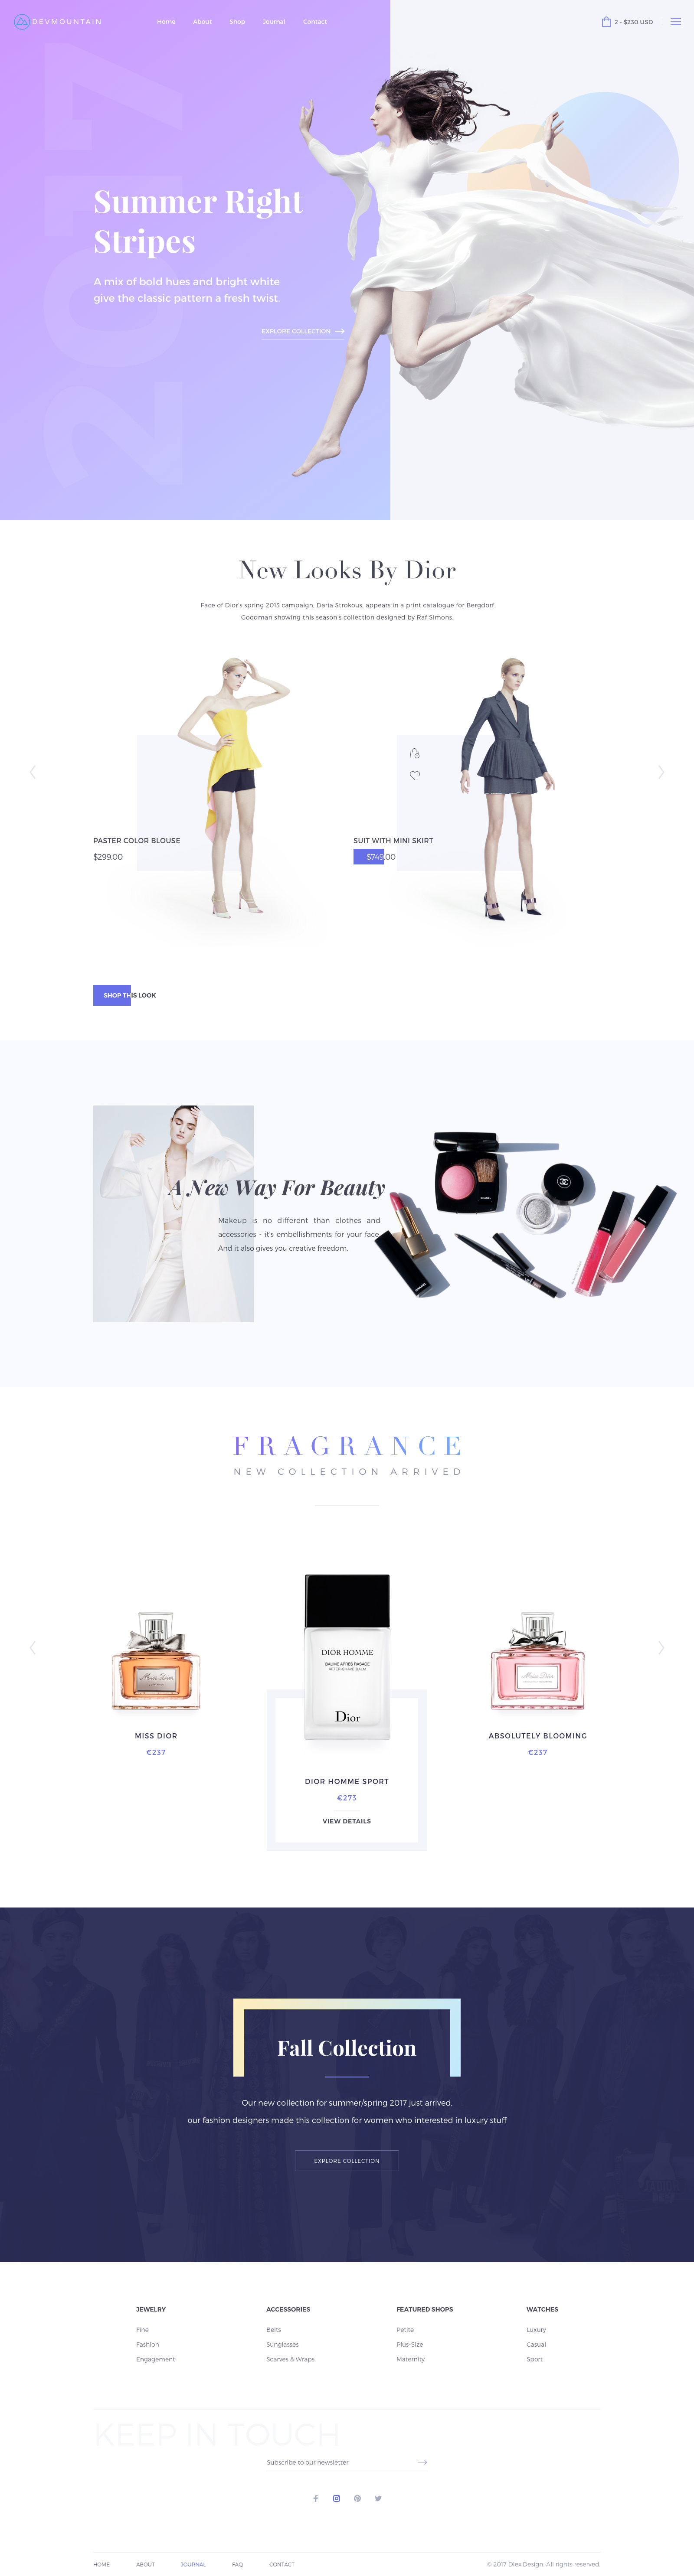 DEVMOUNTAIN
Home About Shop Journal Contact
2 - $230 USD
2017
Summer Right
Stripes
A mix of bold hues and bright white
give the classic pattern a fresh twist.
EXPLORE COLLECTION
New Looks By Dior
Face of Dior's spring 2013 campaign, Daria Strokous, appears in a print catalogue for Bergdorf
Goodman showing this season's collection designed by Raf Simons.
PASTER COLOR BLOUSE
$299.00
SUIT WITH MINI SKIRT
$749.00
SHOP THIS LOOK
A New Way For Beauty
Makeup is no different than clothes and
accessories - it's embellishments for your face.
And it also gives you creative freedom.
CHANEL
FRAGRANCE
NEW COLLECTION ARRIVED
Miss Dior
MISS DIOR
€237
DIOR HOMME
BAUME APRÈS RASAGE
AFTER-SHAVE BALM
Dior
DIOR HOMME SPORT
€273
VIEW DETAILS
Miss Dior
ABSOLUTELY BLOOMING
€237
Fall Collection
Our new collection for summer/spring 2017 just arrived,
our fashion designers made this collection for women who interested in luxury stuff
EXPLORE COLLECTION
JEWELRY
Fine
Fashion
Engagement
ACCESSORIES
Belts
Sunglasses
Scarves & Wraps
FEATURED SHOPS
Petite
Plus-Size
Maternity
WATCHES
Luxury
Casual
Sport
KEEP IN TOUCH
Subscribe to our newsletter
HOME ABOUT JOURNAL FAQ CONTACT
© 2017 Dlex.Design. All rights reserved.